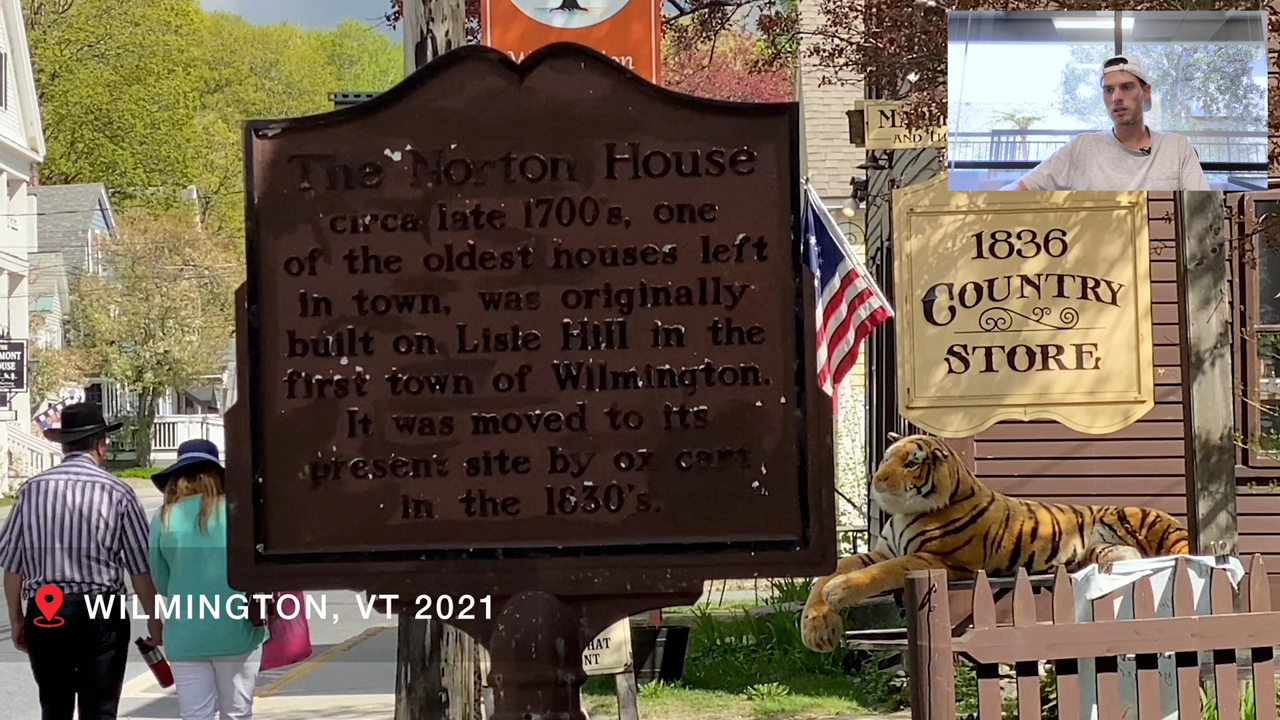 The Norton House
circa late 1700's, one
of the oldest houses left
in town, was originally
built on Lisle Hill in the
first town of Wilmington.
It was moved to its
present site by ox cart
in the 1830's.
1836
COUNTRY
STORE
WILMINGTON, VT 2021